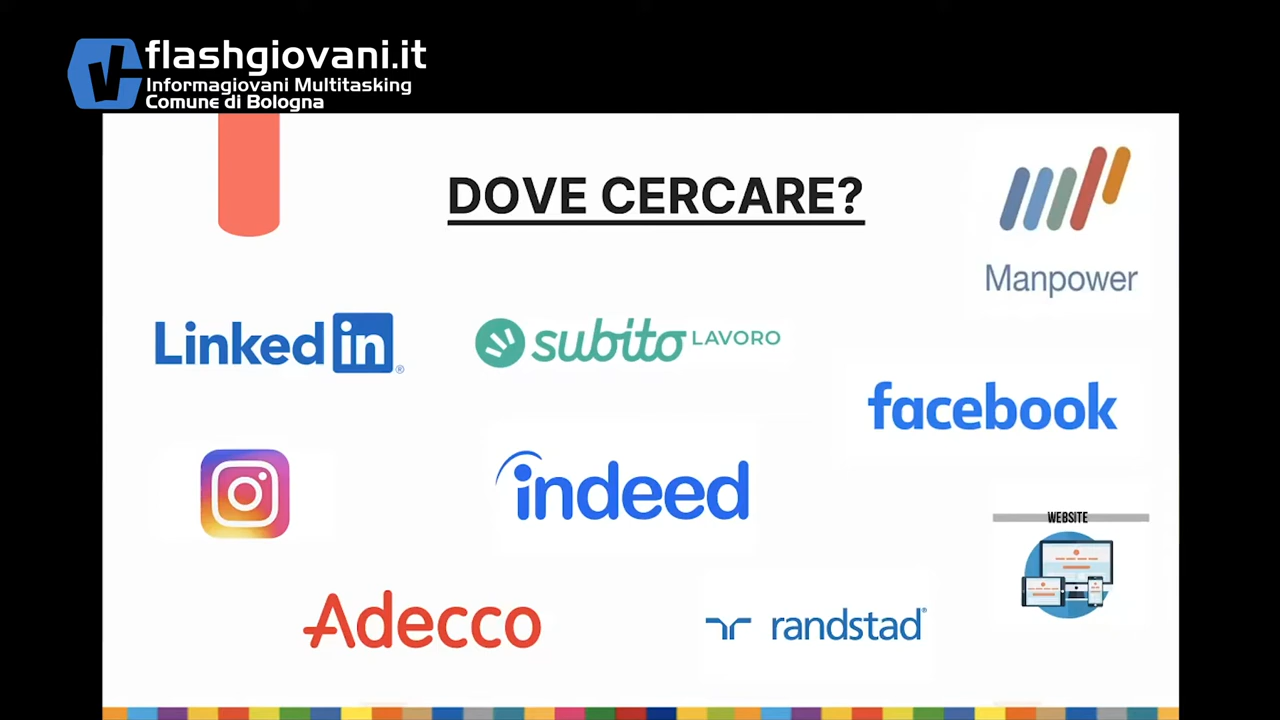 flashgiovani.it
Informagiovani Multitasking
Comune di Bologna
DOVE CERCARE?
Manpower
Linkedin®
subito LAVORO
facebook
indeed
WEBSITE
Adecco
randstad®